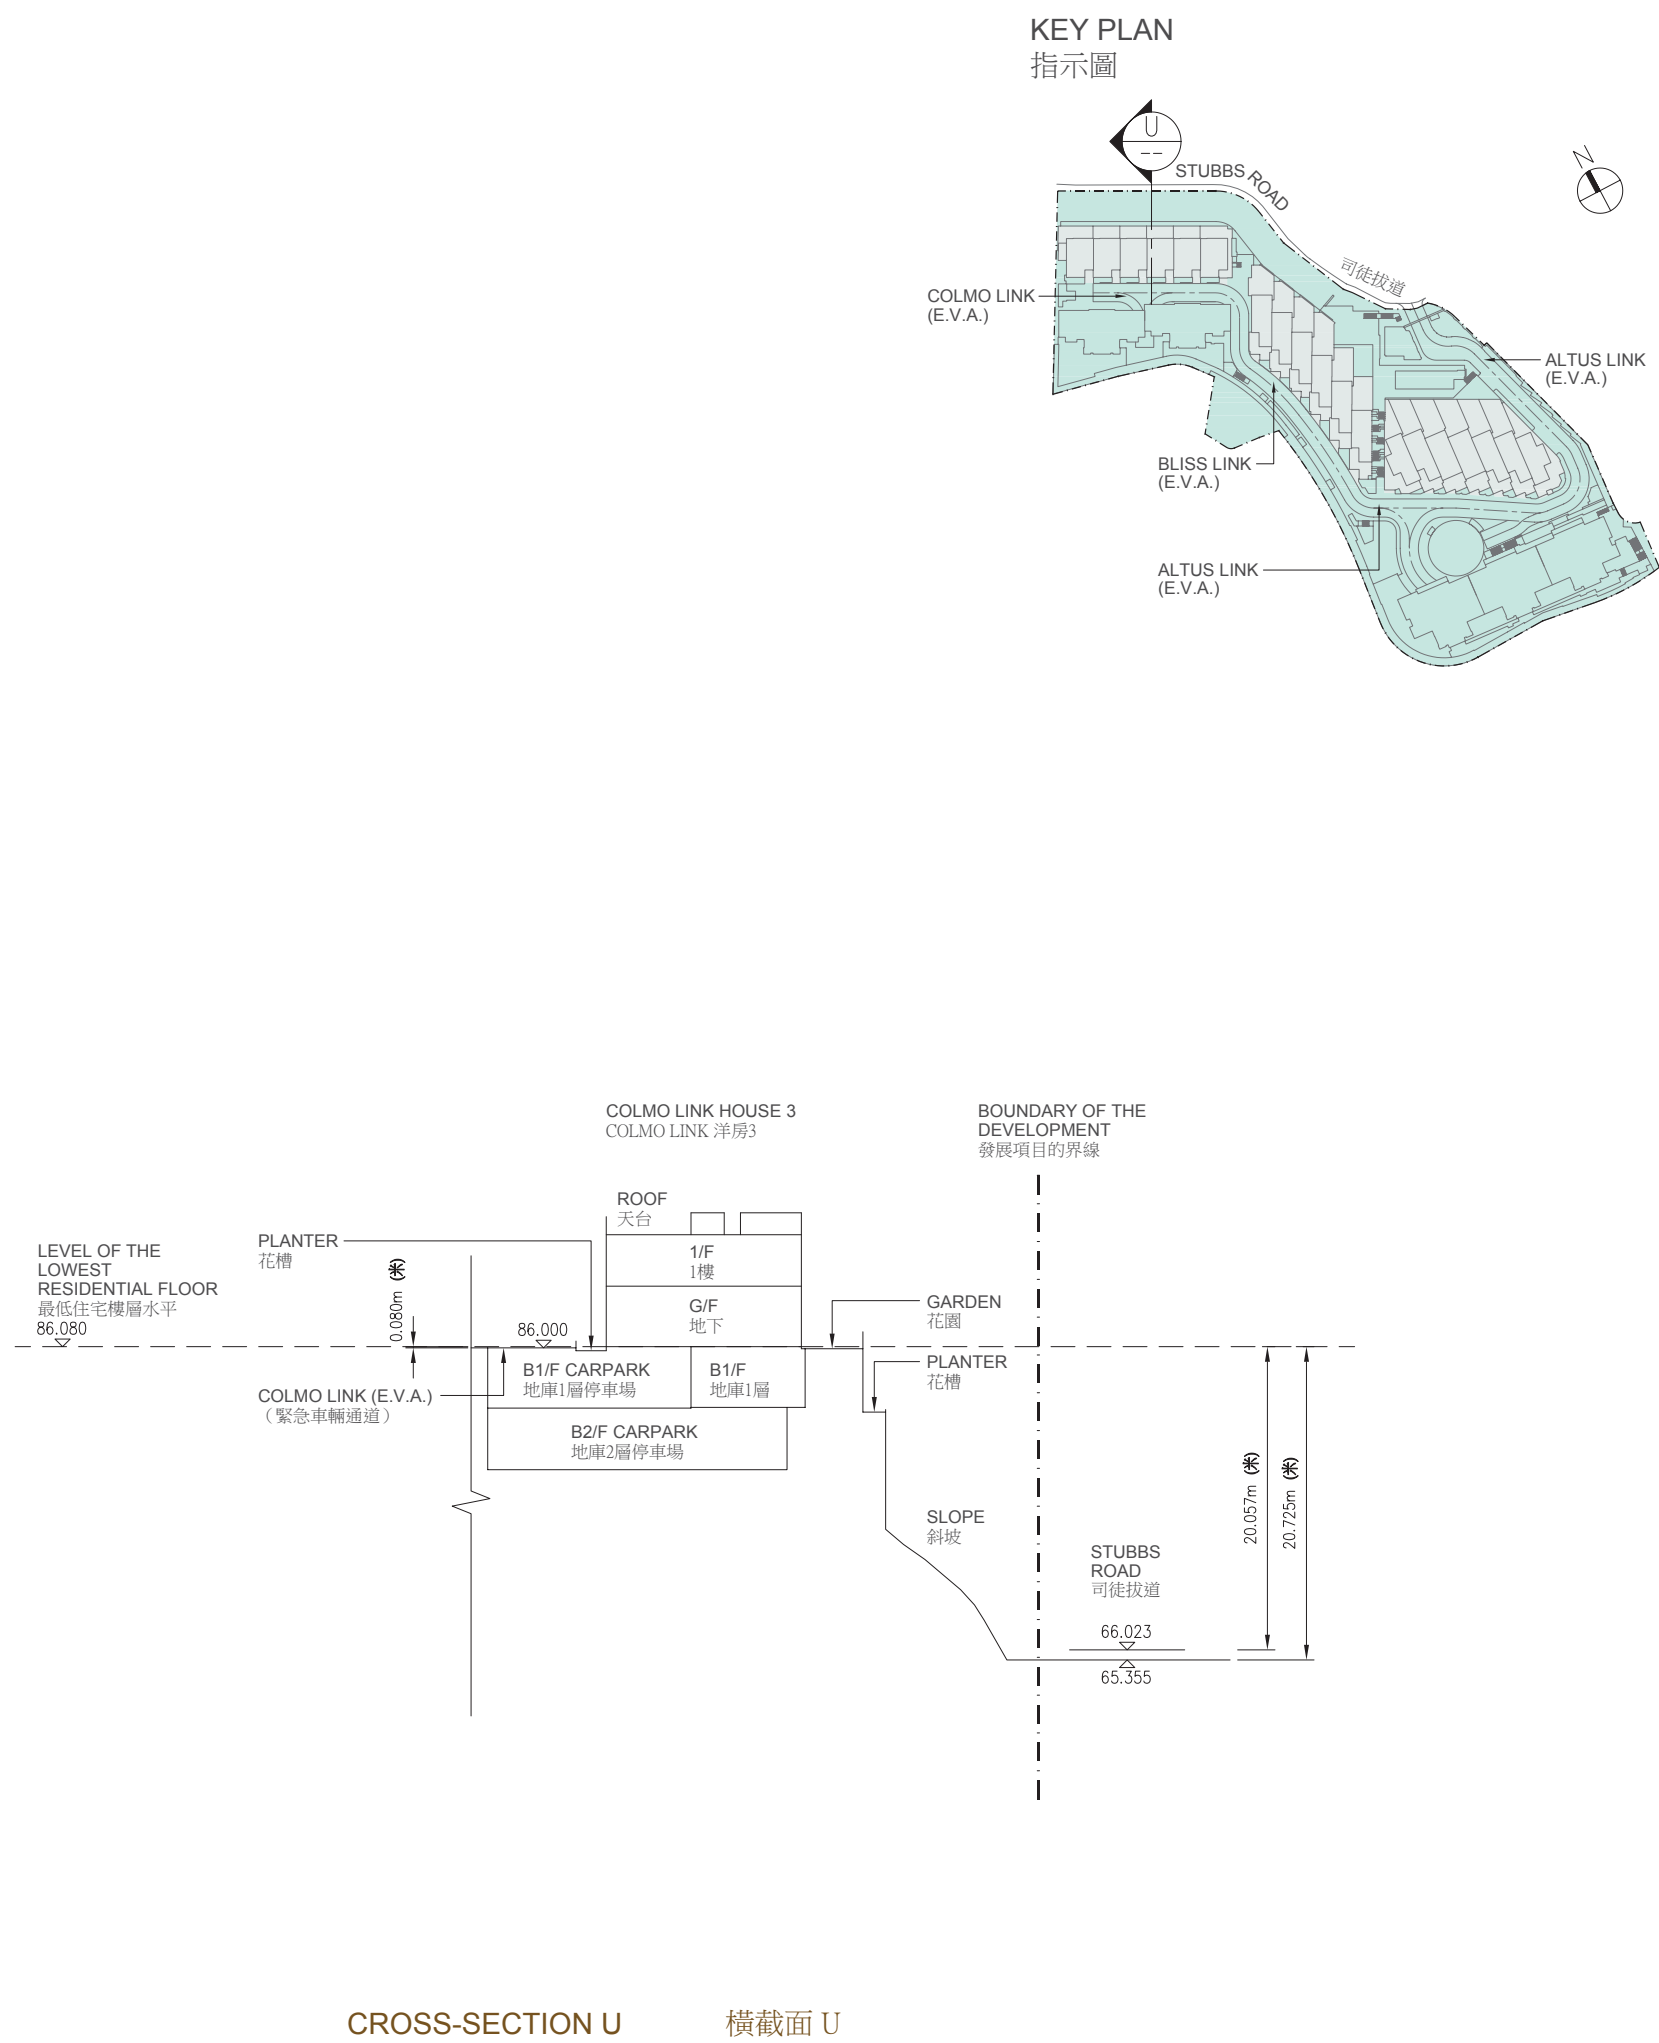 KEY PLAN
指示圖
U
--
STUBBS ROAD
N
司徒拔道
COLMO LINK
(E.V.A.)
ALTUS LINK
(E.V.A.)
BLISS LINK
(E.V.A.)
ALTUS LINK
(E.V.A.)
COLMO LINK HOUSE 3
COLMO LINK 洋房3
BOUNDARY OF THE
DEVELOPMENT
發展項目的界線
ROOF
天台
PLANTER
花槽
LEVEL OF THE
LOWEST
RESIDENTIAL FLOOR
最低住宅樓層水平
86.080
0.080m (米)
1/F
1樓
G/F
地下
86.000
GARDEN
花園
PLANTER
花槽
B1/F CARPARK
地庫1層停車場
B1/F
地庫1層
COLMO LINK (E.V.A.)
（緊急車輛通道）
B2/F CARPARK
地庫2層停車場
20.057m (米)
20.725m (米)
SLOPE
斜坡
STUBBS
ROAD
司徒拔道
66.023
65.355
CROSS-SECTION U
橫截面 U